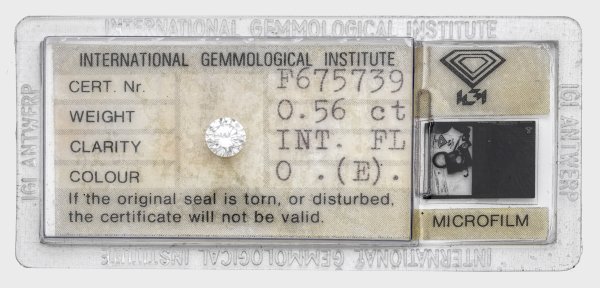 INTERNATIONAL GEMMOLOGICAL INSTITUTE
IGI ANTWERP
INTERNATIONAL GEMMOLOGICAL INSTITUTE
CERT. Nr. F675739
WEIGHT 0.56 ct
CLARITY INT. FL
COLOUR 0 .(E).
If the original seal is torn, or disturbed,
the certificate will not be valid.
IGI
MICROFILM
IGI ANTWERP
INTERNATIONAL GEMMOLOGICAL INSTITUTE